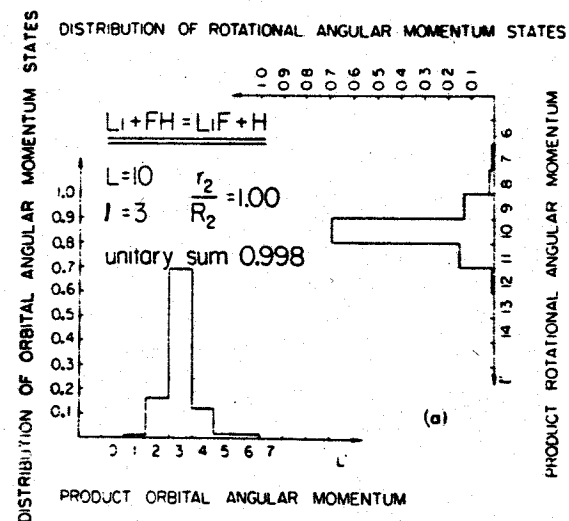 DISTRIBUTION OF ROTATIONAL ANGULAR MOMENTUM STATES
1.0 0.9 0.8 0.7 0.6 0.5 0.4 0.3 0.2 0.1
Li+FH=LiF+H
L=10
l=3
r2/R2=1.00
unitary sum 0.998
DISTRIBUTION OF ORBITAL ANGULAR MOMENTUM STATES
1.0
0.9
0.8
0.7
0.6
0.5
0.4
0.3
0.2
0.1
0 1 2 3 4 5 6 7
L'
PRODUCT ORBITAL ANGULAR MOMENTUM
6 7 8 9 10 11 12 13 14
l'
PRODUCT ROTATIONAL ANGULAR MOMENTUM
(a)